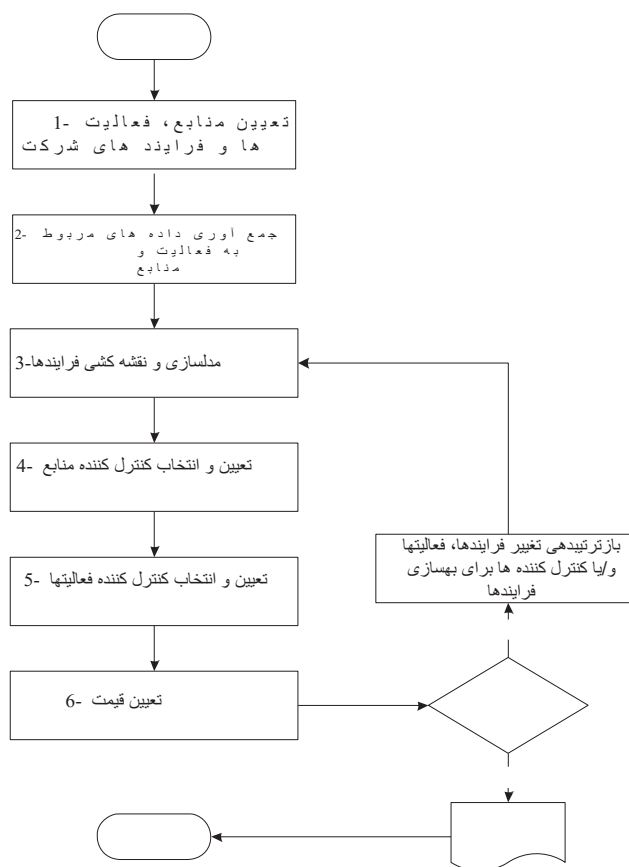 1- تعیین منابع، فعالیت
ها و فرایند های شرکت
2- جمع آوری داده های مربوط
به فعالیت و
منابع
3-مدلسازی و نقشه کشی فرایندها
4- تعیین و انتخاب کنترل کننده منابع
5- تعیین و انتخاب کنترل کننده فعالیتها
6- تعیین قیمت
بازترتیبدهی تغییر فرایندها، فعالیتها
و/یا کنترل کننده ها برای بهسازی
فرایندها